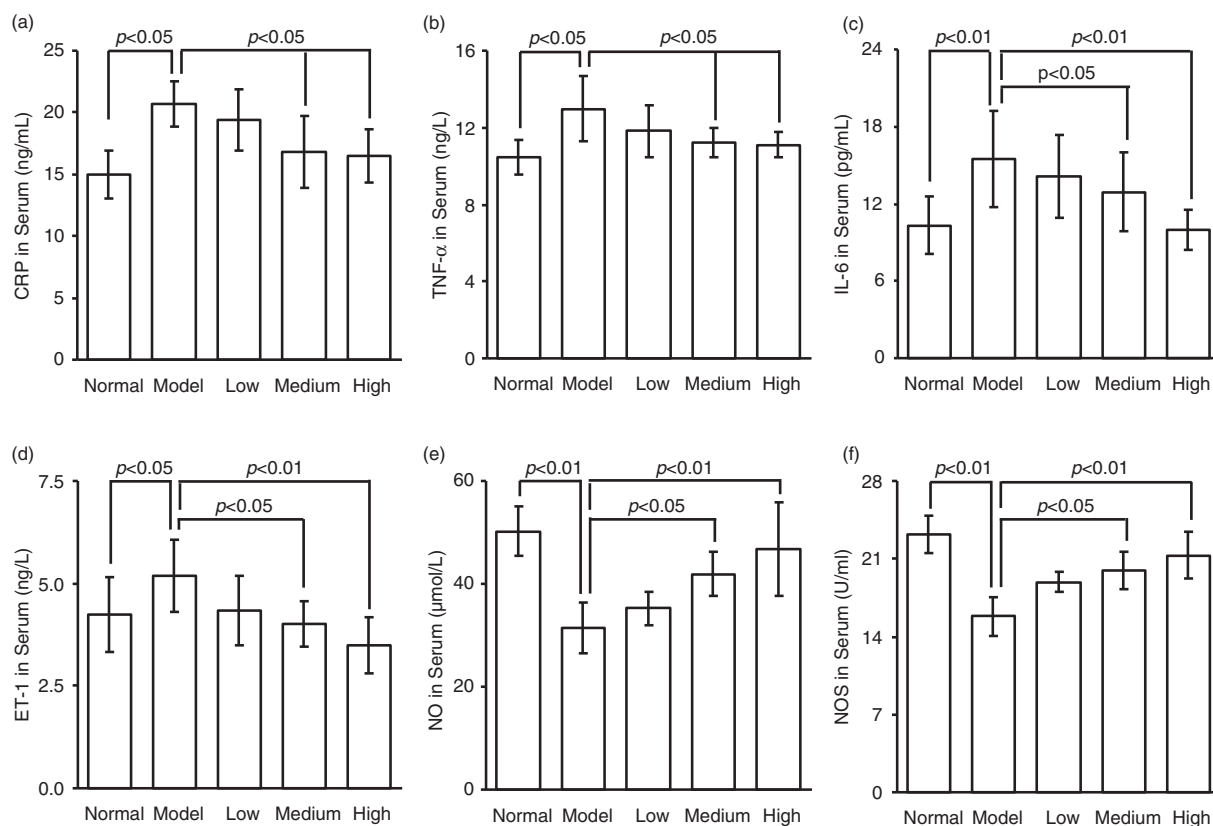 (a)
p<0.05
p<0.05
25
20
15
10
5
0
CRP in Serum (ng/mL)
Normal Model Low Medium High
(b)
p<0.05
p<0.05
16
12
8
4
0
TNF-α in Serum (ng/L)
Normal Model Low Medium High
(c)
p<0.01
p<0.01
p<0.05
24
18
12
6
0
IL-6 in Serum (pg/mL)
Normal Model Low Medium High
(d)
p<0.05
p<0.01
p<0.05
7.5
5.0
2.5
0.0
ET-1 in Serum (ng/L)
Normal Model Low Medium High
(e)
p<0.01
p<0.01
p<0.05
60
40
20
0
NO in Serum (μmol/L)
Normal Model Low Medium High
(f)
p<0.01
p<0.01
p<0.05
28
21
14
7
0
NOS in Serum (U/ml)
Normal Model Low Medium High